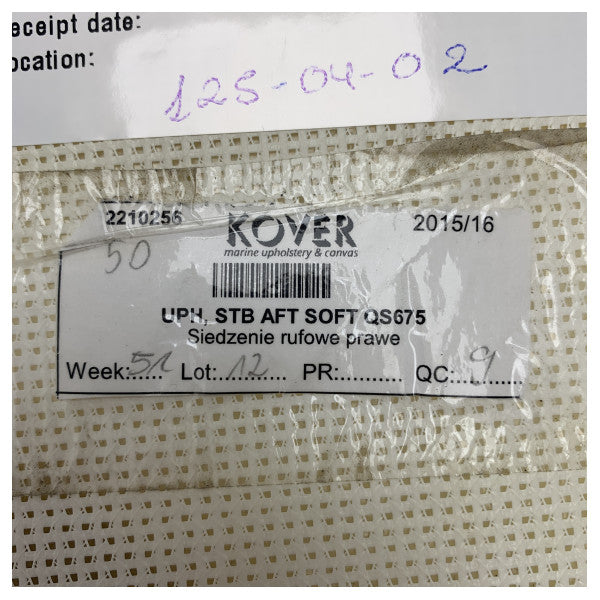 eceipt date:
ocation:
125-04-02
2210256
KOVER
2015/16
50
marine upholstery & canvas
UPH, STB AFT SOFT QS675
Siedzenie rufowe prawe
Week:51 Lot:12 PR: QC:9